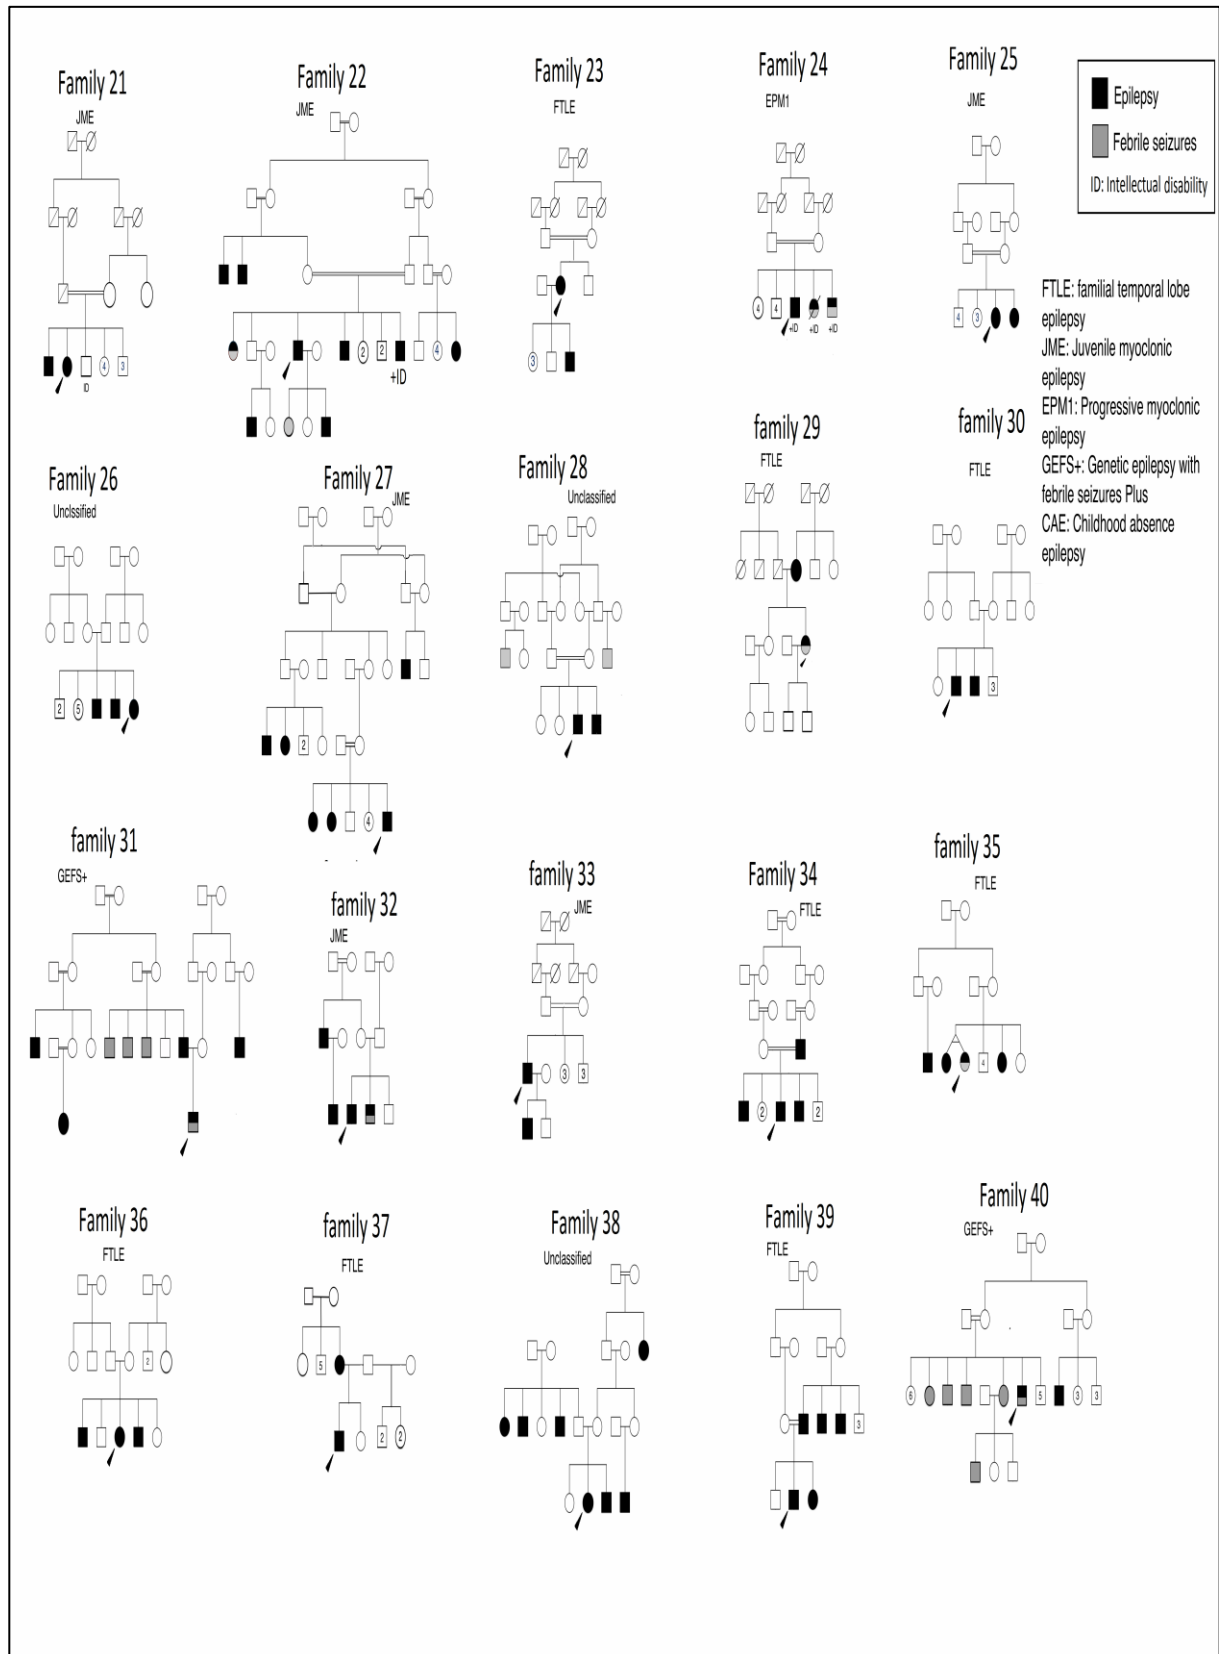 Family 21
JME
ID
4
3
Family 22
JME
2
2
4
+ID
Family 23
FTLE
3
Family 24
EPM1
4
4
+ID
+ID
+ID
Family 25
JME
4
3
Epilepsy
Febrile seizures
ID: Intellectual disability
FTLE: familial temporal lobe
epilepsy
JME: Juvenile myoclonic
epilepsy
EPM1: Progressive myoclonic
epilepsy
GEFS+: Genetic epilepsy with
febrile seizures Plus
CAE: Childhood absence
epilepsy
Family 26
Unclssified
2
5
Family 27
JME
2
4
Family 28
Unclassified
family 29
FTLE
family 30
FTLE
3
family 31
GEFS+
family 32
JME
family 33
JME
3
3
Family 34
FTLE
2
2
family 35
FTLE
4
Family 36
FTLE
2
family 37
FTLE
5
2
2
Family 38
Unclassified
Family 39
FTLE
3
Family 40
GEFS+
6
5
3
3